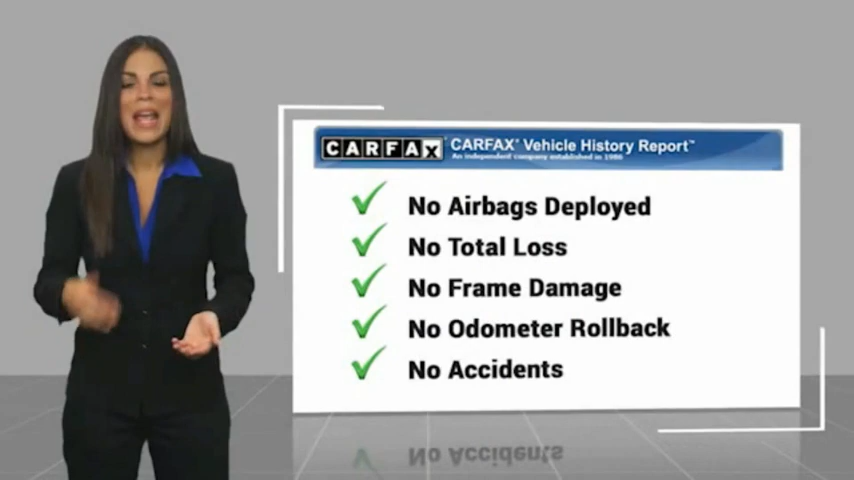 CARFAX CARFAX® Vehicle History Report™
An independent company established in 1986
No Airbags Deployed
No Total Loss
No Frame Damage
No Odometer Rollback
No Accidents
No Accidents